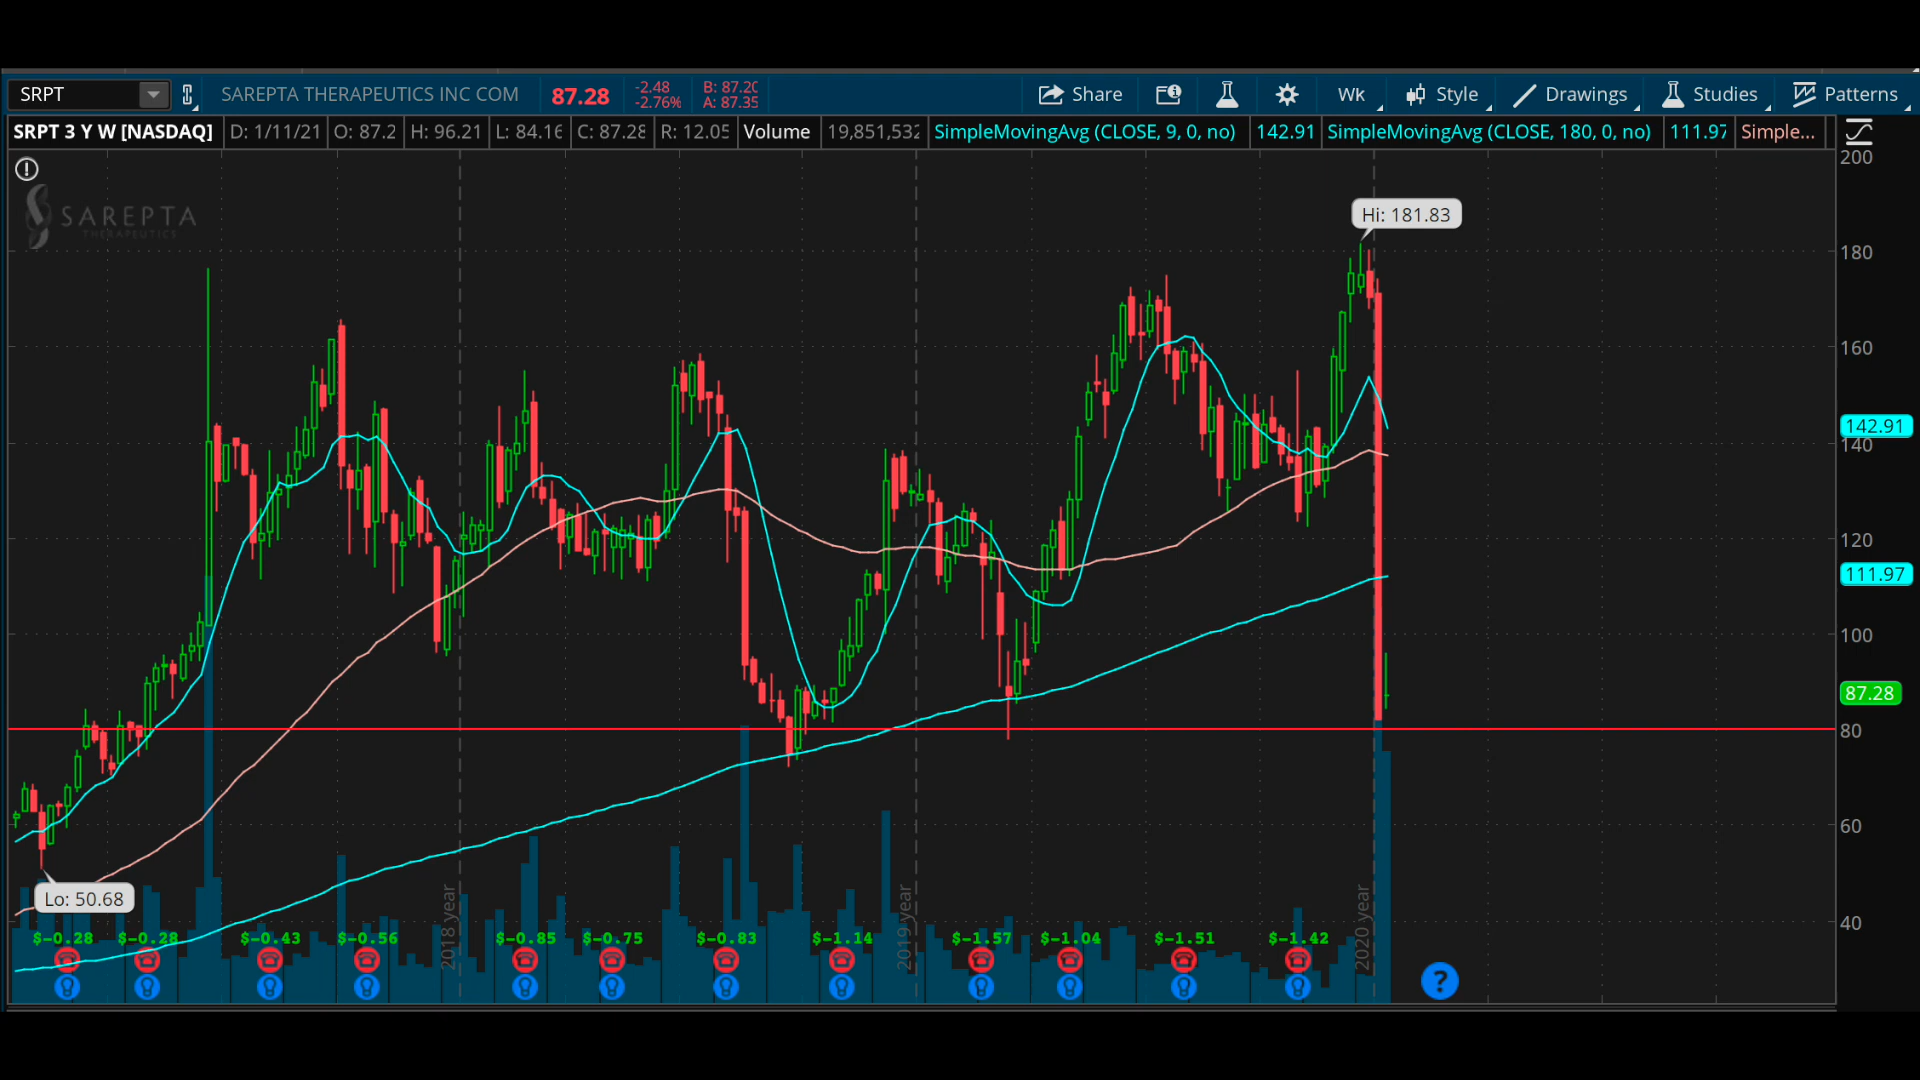 SRPT SAREPTA THERAPEUTICS INC COM 87.28 -2.48 B: 87.20 Share Wk Style Drawings Studies Patterns
-2.76% A: 87.35
SRPT 3 Y W [NASDAQ] D: 1/11/21 O: 87.2 H: 96.21 L: 84.16 C: 87.28 R: 12.05 Volume 19,851,532 SimpleMovingAvg (CLOSE, 9, 0, no) 142.91 SimpleMovingAvg (CLOSE, 180, 0, no) 111.97 Simple...
200
SAREPTA
THERAPEUTICS
Hi: 181.83
180
160
142.91
140
120
111.97
100
87.28
80
60
Lo: 50.68
40
2018 year
2019 year
2020 year
$-0.28 $-0.28 $-0.43 $-0.56 $-0.85 $-0.75 $-0.83 $-1.14 $-1.57 $-1.04 $-1.51 $-1.42
?